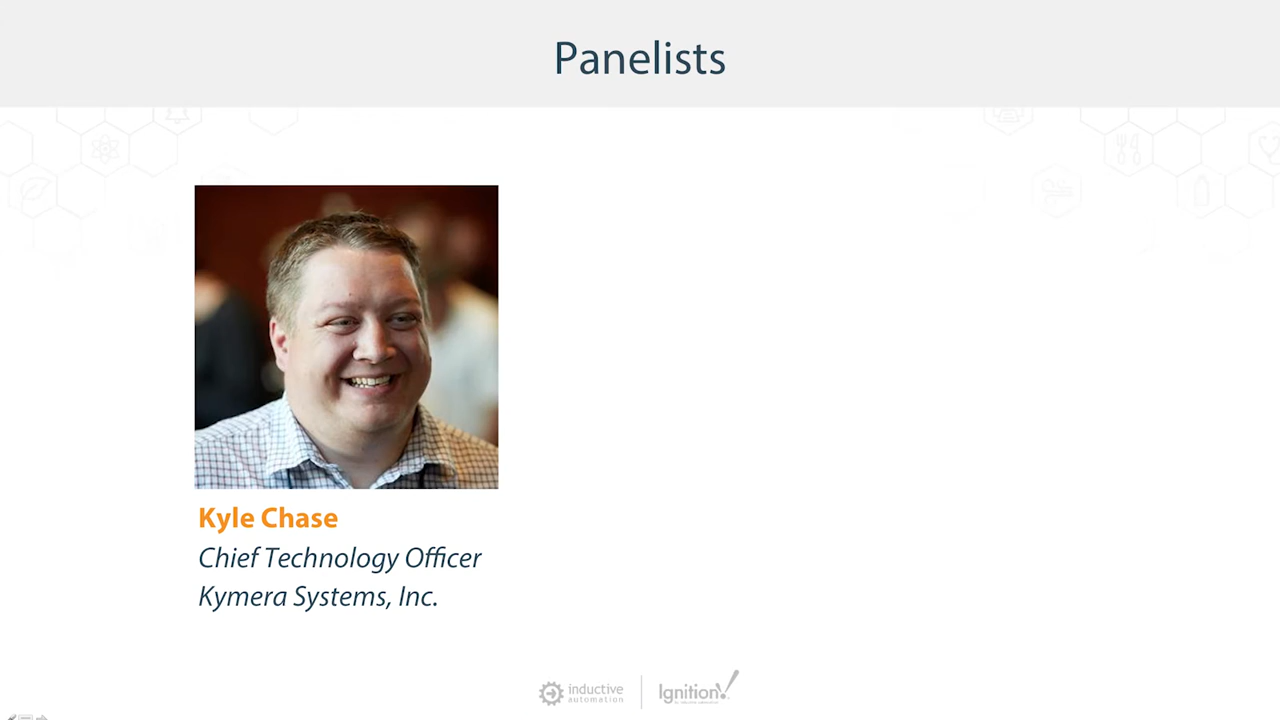 Panelists
Kyle Chase
Chief Technology Officer
Kymera Systems, Inc.
inductive
automation
Ignition!